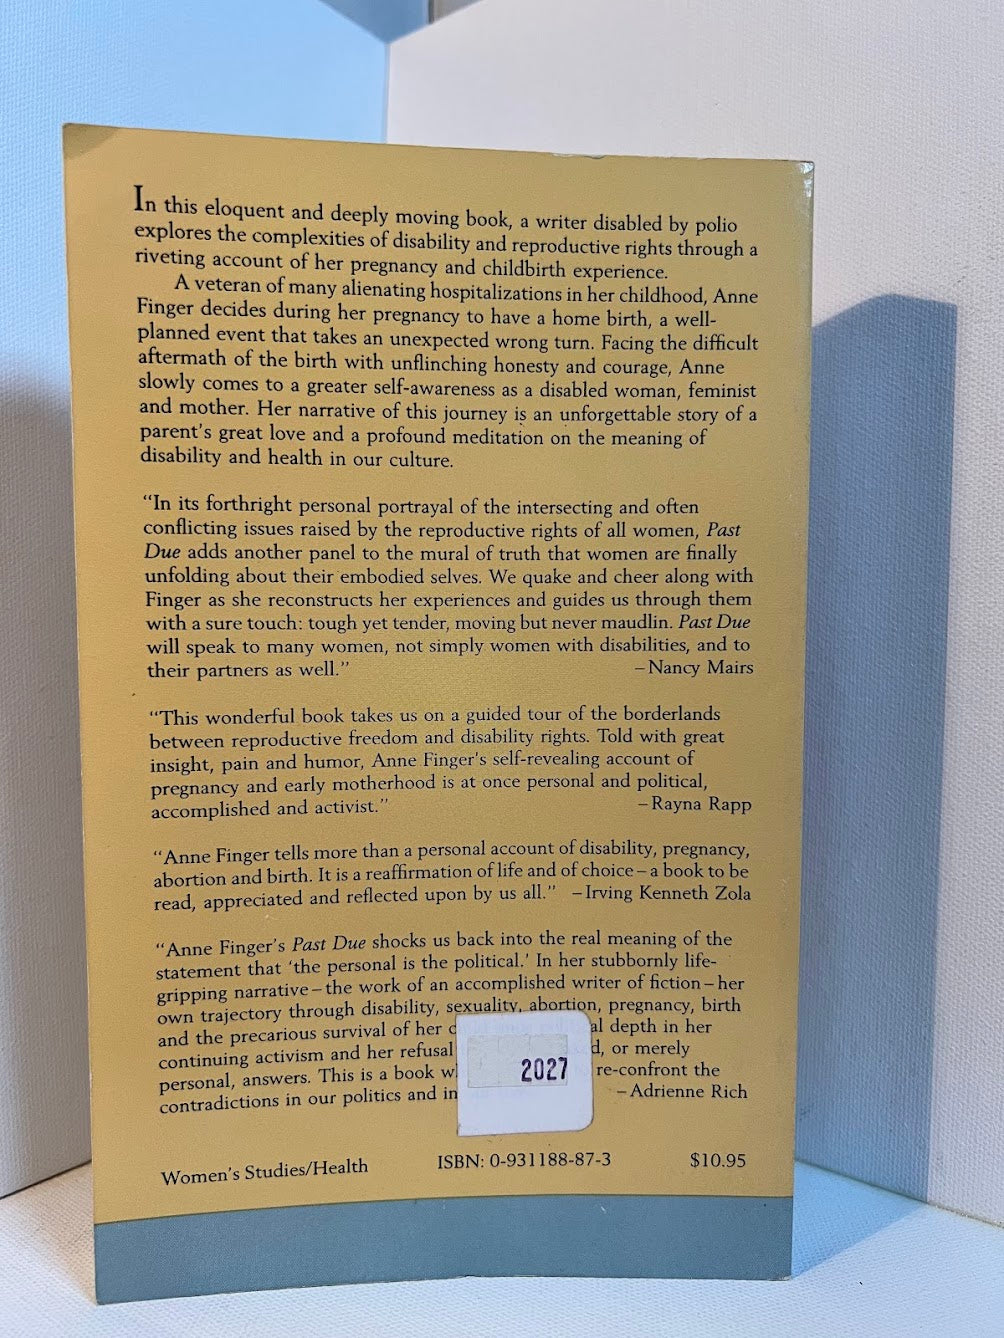 In this eloquent and deeply moving book, a writer disabled by polio
explores the complexities of disability and reproductive rights through a
riveting account of her pregnancy and childbirth experience.
A veteran of many alienating hospitalizations in her childhood, Anne
Finger decides during her pregnancy to have a home birth, a well-
planned event that takes an unexpected wrong turn. Facing the difficult
aftermath of the birth with unflinching honesty and courage, Anne
slowly comes to a greater self-awareness as a disabled woman, feminist
and mother. Her narrative of this journey is an unforgettable story of a
parent's great love and a profound meditation on the meaning of
disability and health in our culture.
"In its forthright personal portrayal of the intersecting and often
conflicting issues raised by the reproductive rights of all women, Past
Due adds another panel to the mural of truth that women are finally
unfolding about their embodied selves. We quake and cheer along with
Finger as she reconstructs her experiences and guides us through them
with a sure touch: tough yet tender, moving but never maudlin. Past Due
will speak to many women, not simply women with disabilities, and to
their partners as well." – Nancy Mairs
"This wonderful book takes us on a guided tour of the borderlands
between reproductive freedom and disability rights. Told with great
insight, pain and humor, Anne Finger's self-revealing account of
pregnancy and early motherhood is at once personal and political,
accomplished and activist." – Rayna Rapp
"Anne Finger tells more than a personal account of disability, pregnancy,
abortion and birth. It is a reaffirmation of life and of choice – a book to be
read, appreciated and reflected upon by us all." – Irving Kenneth Zola
"Anne Finger's Past Due shocks us back into the real meaning of the
statement that 'the personal is the political.' In her stubbornly life-
gripping narrative – the work of an accomplished writer of fiction – her
own trajectory through disability, sexuality, abortion, pregnancy, birth
and the precarious survival of her depth in her
continuing activism and her refusal or merely
personal, answers. This is a book re-confront the
contradictions in our politics and in – Adrienne Rich
2027
Women's Studies/Health ISBN: 0-931188-87-3 $10.95